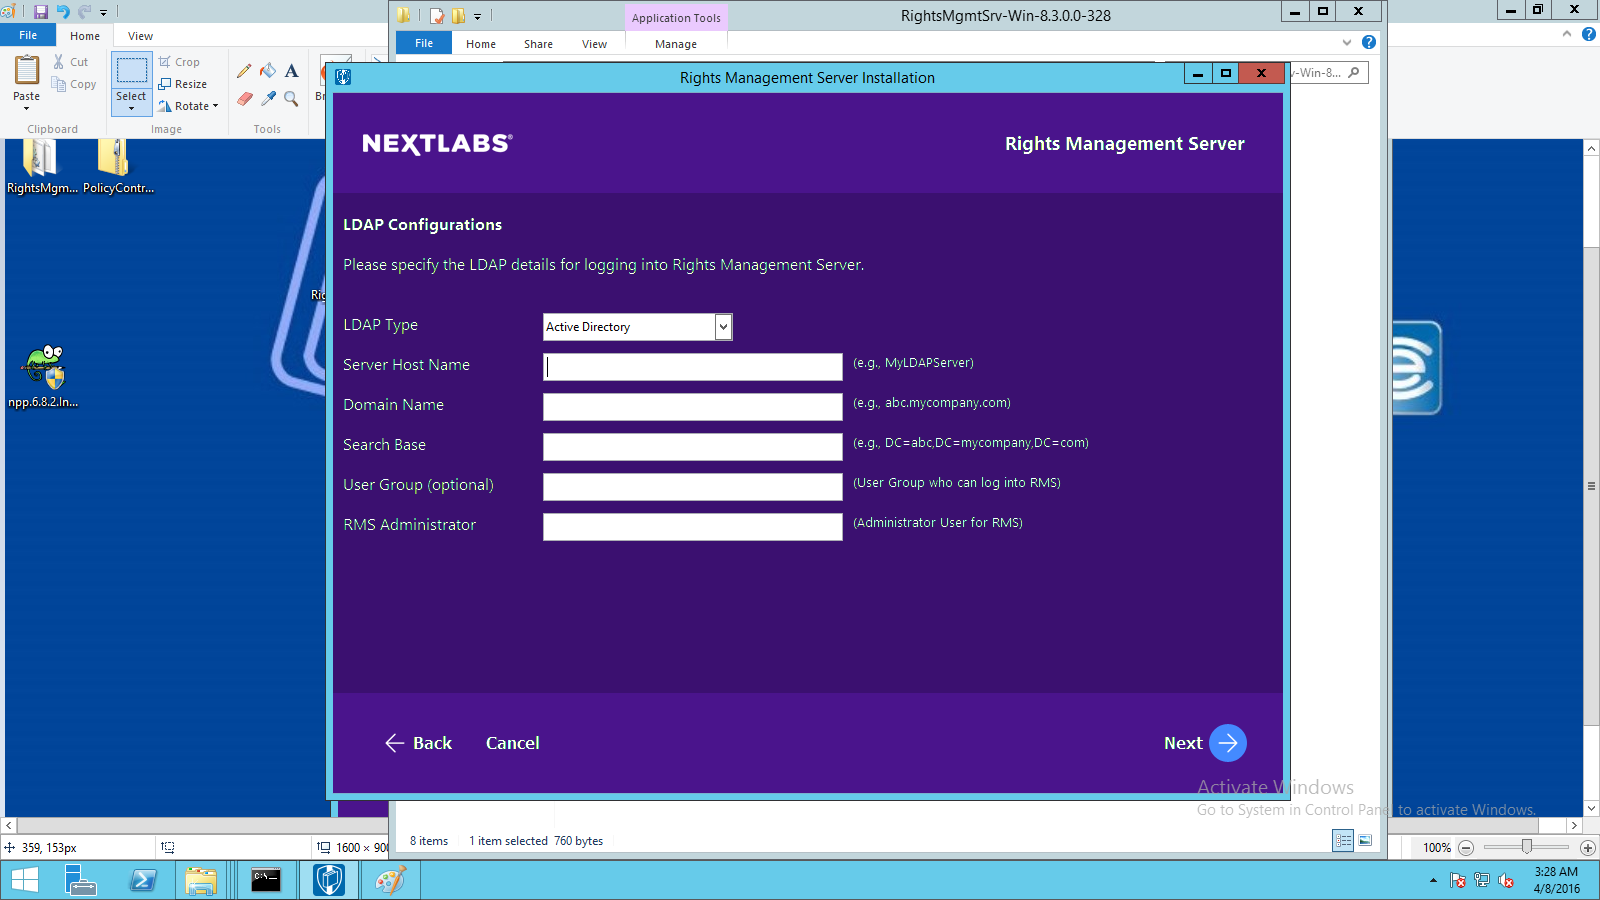 File
Home
View
Paste
Cut
Copy
Clipboard
Select
Crop
Resize
Rotate
Image
A
Tools
RightsMgm...
PolicyContr...
npp.6.8.2.In...
Application Tools
RightsMgmtSrv-Win-8.3.0.0-328
File
Home
Share
View
Manage
v-Win-8...
Rights Management Server Installation
NEXTLABS®
Rights Management Server
LDAP Configurations
Please specify the LDAP details for logging into Rights Management Server.
LDAP Type
Active Directory
Server Host Name
(e.g., MyLDAPServer)
Domain Name
(e.g., abc.mycompany.com)
Search Base
(e.g., DC=abc,DC=mycompany,DC=com)
User Group (optional)
(User Group who can log into RMS)
RMS Administrator
(Administrator User for RMS)
Back
Cancel
Next
Activate Windows
Go to System in Control Panel to activate Windows.
8 items
1 item selected 760 bytes
359, 153px
1600 × 900
100%
3:28 AM
4/8/2016